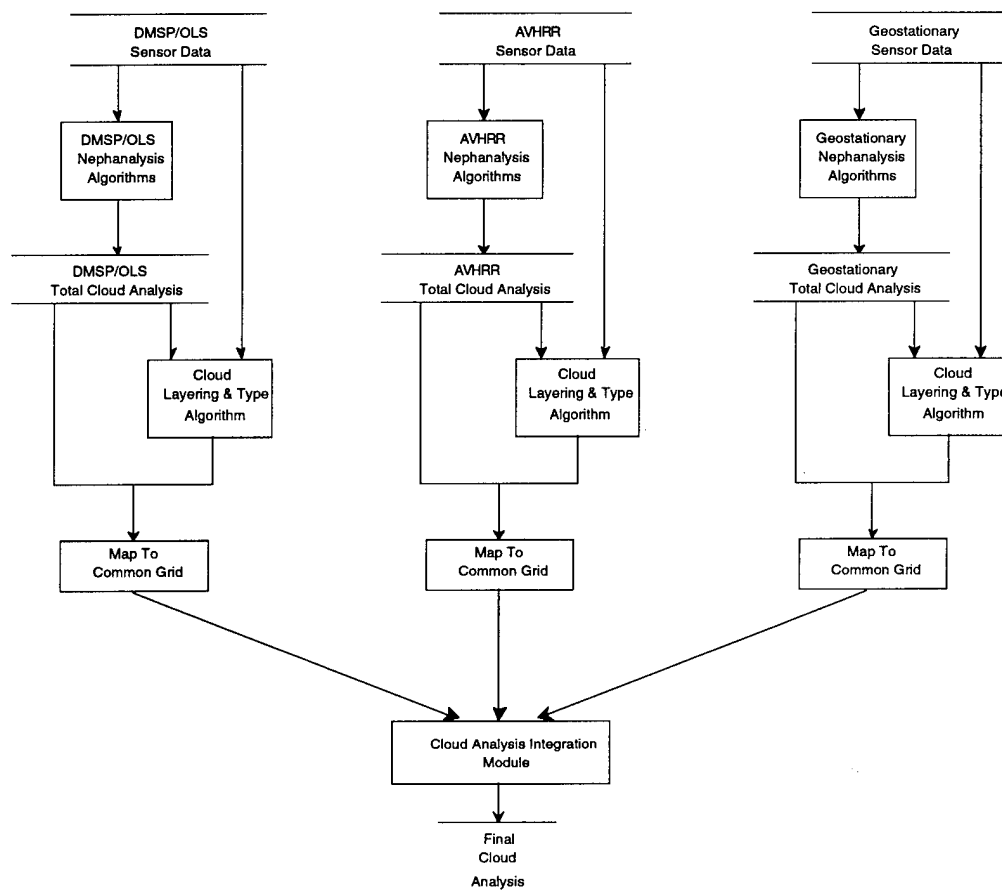 DMSP/OLS
Sensor Data
AVHRR
Sensor Data
Geostationary
Sensor Data
DMSP/OLS
Nephanalysis
Algorithms
AVHRR
Nephanalysis
Algorithms
Geostationary
Nephanalysis
Algorithms
DMSP/OLS
Total Cloud Analysis
AVHRR
Total Cloud Analysis
Geostationary
Total Cloud Analysis
Cloud
Layering & Type
Algorithm
Cloud
Layering & Type
Algorithm
Cloud
Layering & Type
Algorithm
Map To
Common Grid
Map To
Common Grid
Map To
Common Grid
Cloud Analysis Integration
Module
Final
Cloud
Analysis